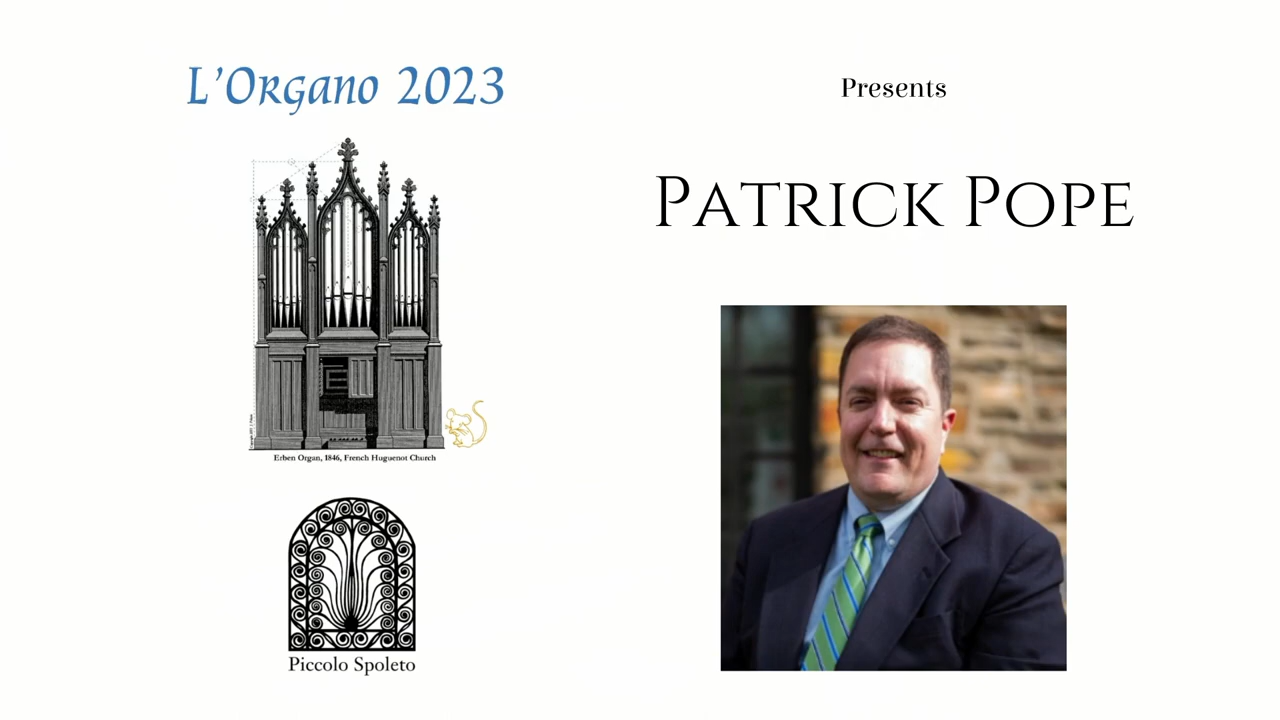 L'Organo 2023
Erben Organ, 1846, French Huguenot Church
Piccolo Spoleto
Presents
Patrick Pope